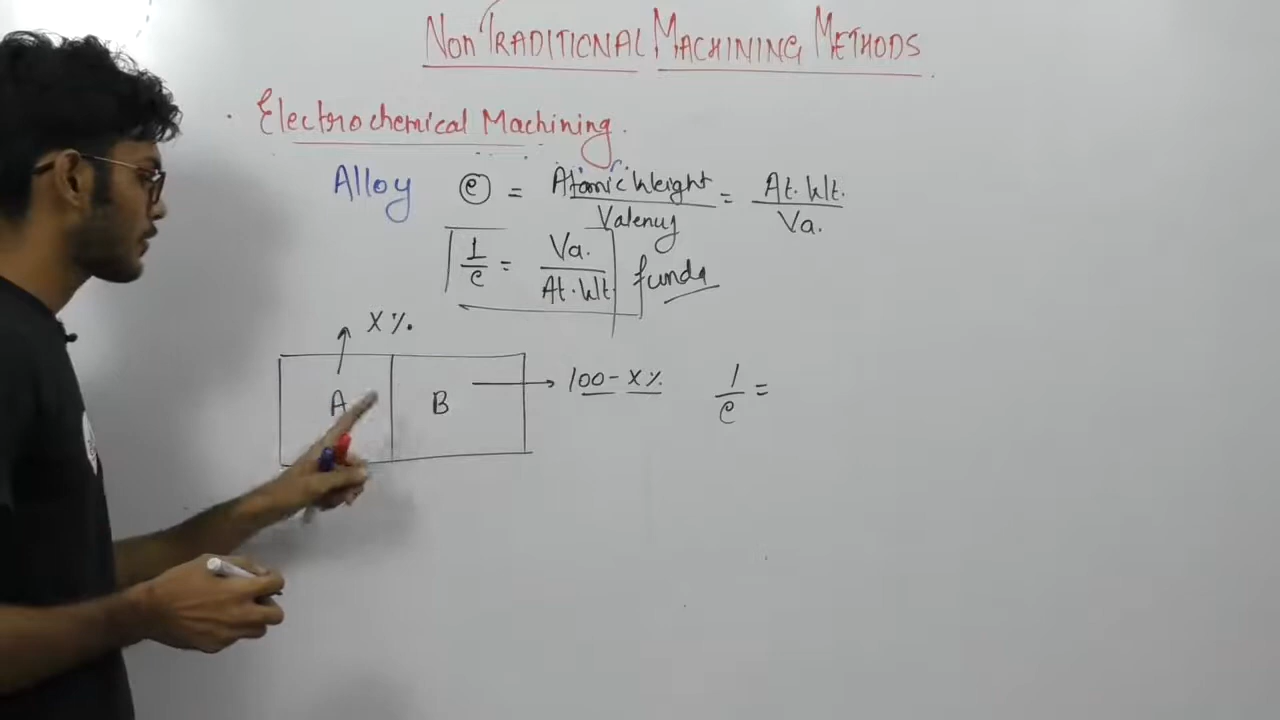 Non Traditional Machining Methods
Electrochemical Machining.
Alloy e = Atomic Weight / Valency = At. Wt. / Va.
1/e = Va. / At. Wt. funda
X %
A B 100 - X % 1/e =